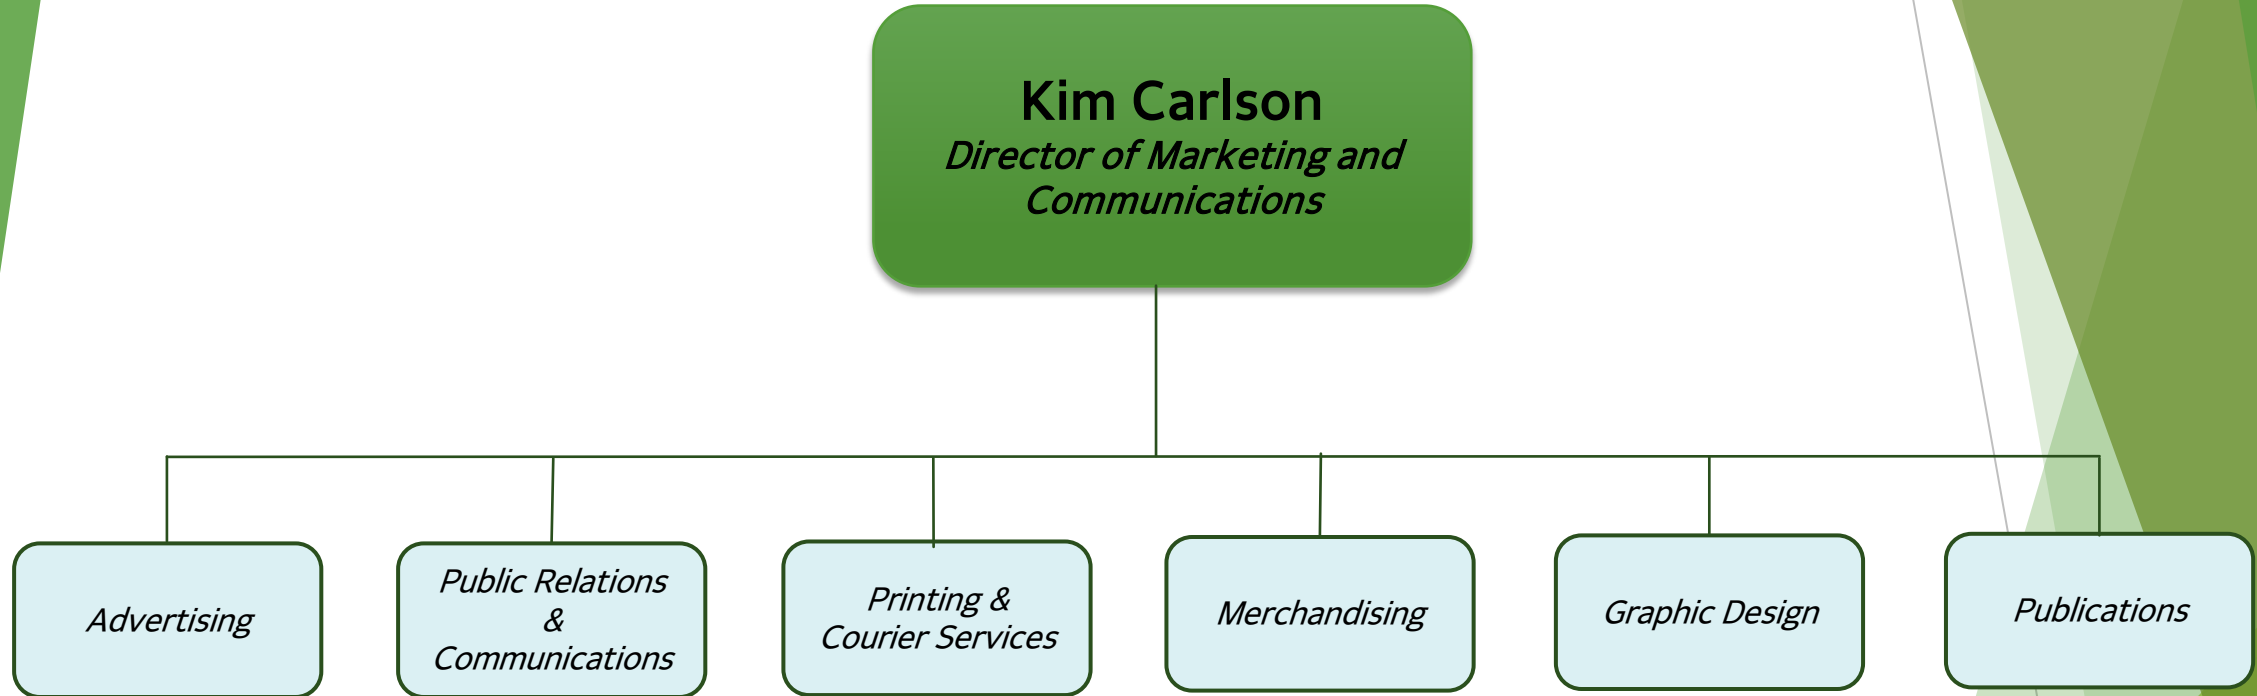 Kim Carlson
Director of Marketing and
Communications
Advertising
Public Relations
&
Communications
Printing &
Courier Services
Merchandising
Graphic Design
Publications